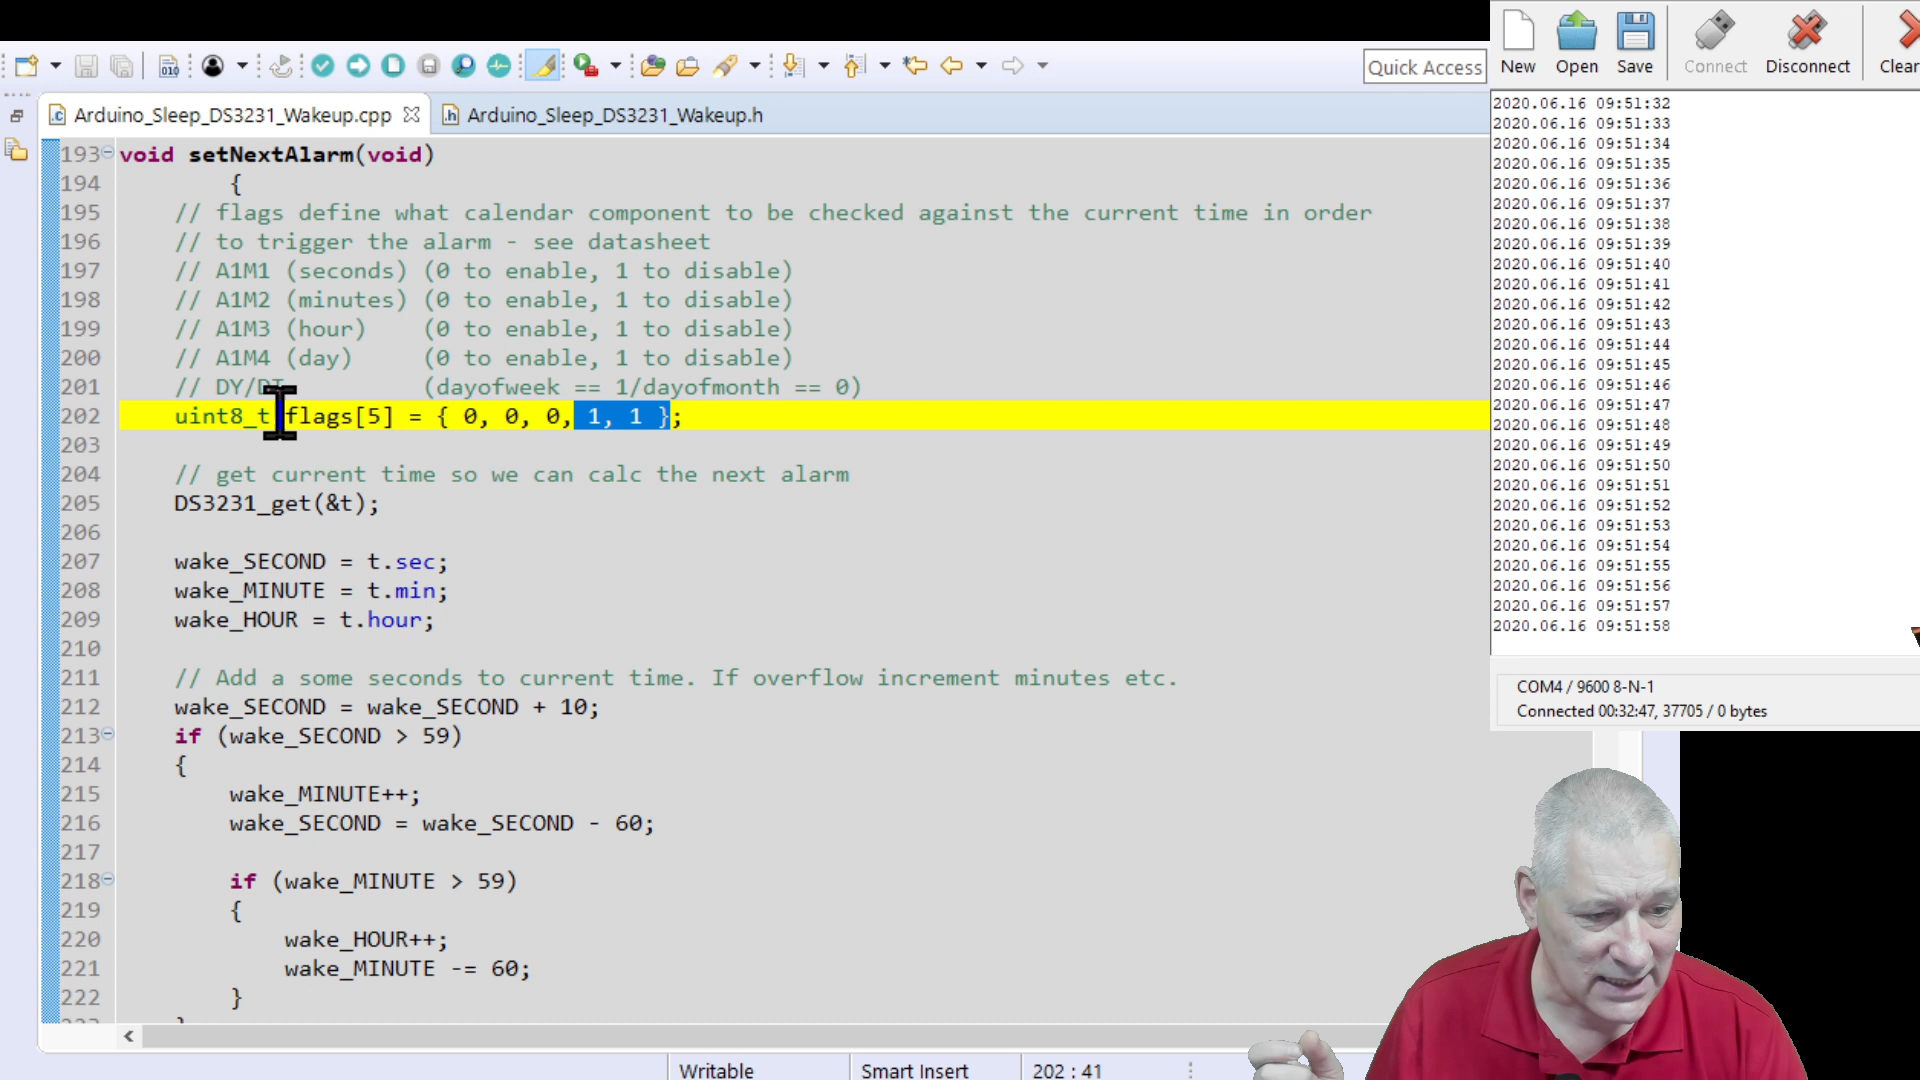 New Open Save Connect Disconnect Clear
Quick Access
Arduino_Sleep_DS3231_Wakeup.cpp
Arduino_Sleep_DS3231_Wakeup.h
193 void setNextAlarm(void)
194 {
195 // flags define what calendar component to be checked against the current time in order
196 // to trigger the alarm - see datasheet
197 // A1M1 (seconds) (0 to enable, 1 to disable)
198 // A1M2 (minutes) (0 to enable, 1 to disable)
199 // A1M3 (hour) (0 to enable, 1 to disable)
200 // A1M4 (day) (0 to enable, 1 to disable)
201 // DY/DT (dayofweek == 1/dayofmonth == 0)
202 uint8_t flags[5] = { 0, 0, 0, 1, 1 };
203
204 // get current time so we can calc the next alarm
205 DS3231_get(&t);
206
207 wake_SECOND = t.sec;
208 wake_MINUTE = t.min;
209 wake_HOUR = t.hour;
210
211 // Add a some seconds to current time. If overflow increment minutes etc.
212 wake_SECOND = wake_SECOND + 10;
213 if (wake_SECOND > 59)
214 {
215 wake_MINUTE++;
216 wake_SECOND = wake_SECOND - 60;
217
218 if (wake_MINUTE > 59)
219 {
220 wake_HOUR++;
221 wake_MINUTE -= 60;
222 }
Writable Smart Insert 202 : 41
2020.06.16 09:51:32
2020.06.16 09:51:33
2020.06.16 09:51:34
2020.06.16 09:51:35
2020.06.16 09:51:36
2020.06.16 09:51:37
2020.06.16 09:51:38
2020.06.16 09:51:39
2020.06.16 09:51:40
2020.06.16 09:51:41
2020.06.16 09:51:42
2020.06.16 09:51:43
2020.06.16 09:51:44
2020.06.16 09:51:45
2020.06.16 09:51:46
2020.06.16 09:51:47
2020.06.16 09:51:48
2020.06.16 09:51:49
2020.06.16 09:51:50
2020.06.16 09:51:51
2020.06.16 09:51:52
2020.06.16 09:51:53
2020.06.16 09:51:54
2020.06.16 09:51:55
2020.06.16 09:51:56
2020.06.16 09:51:57
2020.06.16 09:51:58
COM4 / 9600 8-N-1
Connected 00:32:47, 37705 / 0 bytes